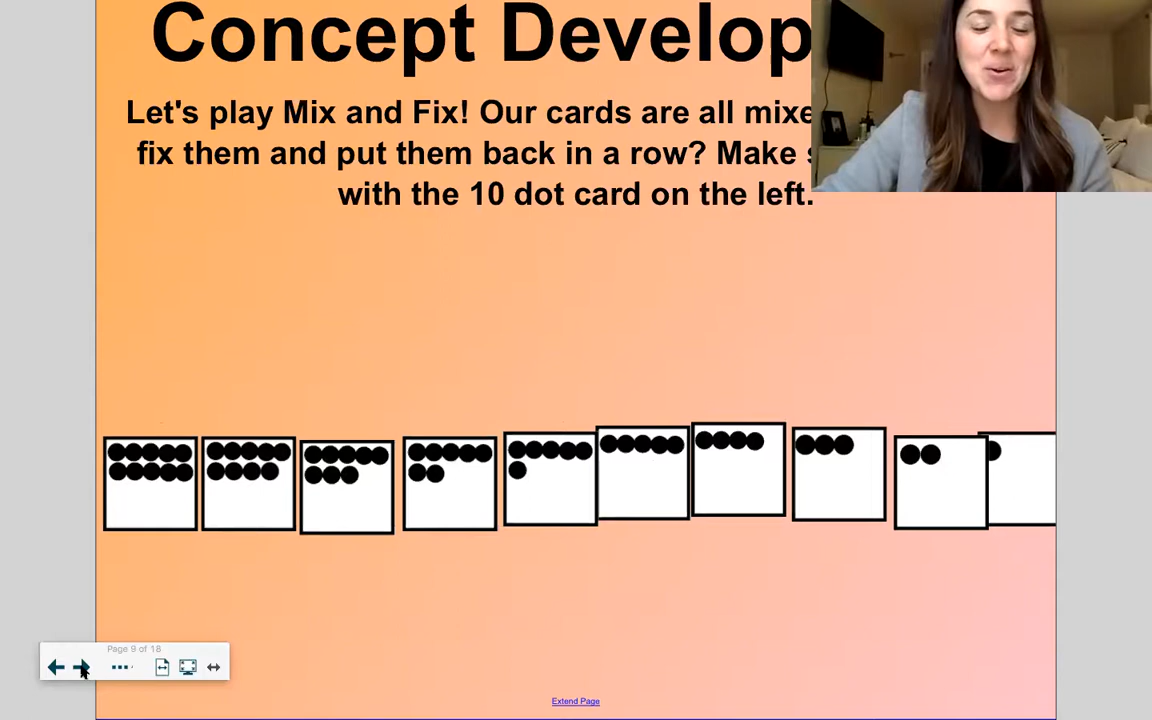 Concept Develop
Let's play Mix and Fix! Our cards are all mixe
fix them and put them back in a row? Make
with the 10 dot card on the left.
Page 9 of 18
Extend Page